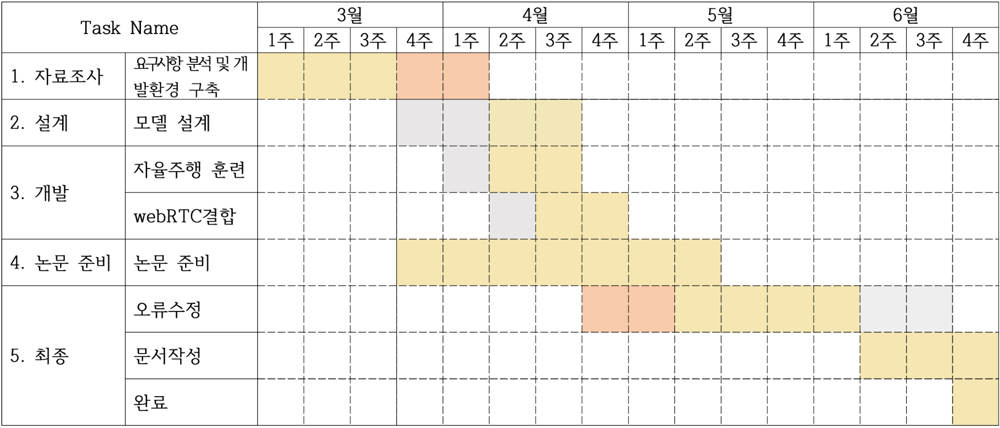 Task Name 3월 4월 5월 6월
1주 2주 3주 4주 1주 2주 3주 4주 1주 2주 3주 4주 1주 2주 3주 4주
1. 자료조사 요구사항 분석 및 개
발환경 구축
2. 설계 모델 설계
3. 개발 자율주행 훈련
webRTC결합
4. 논문 준비 논문 준비
5. 최종 오류수정
문서작성
완료